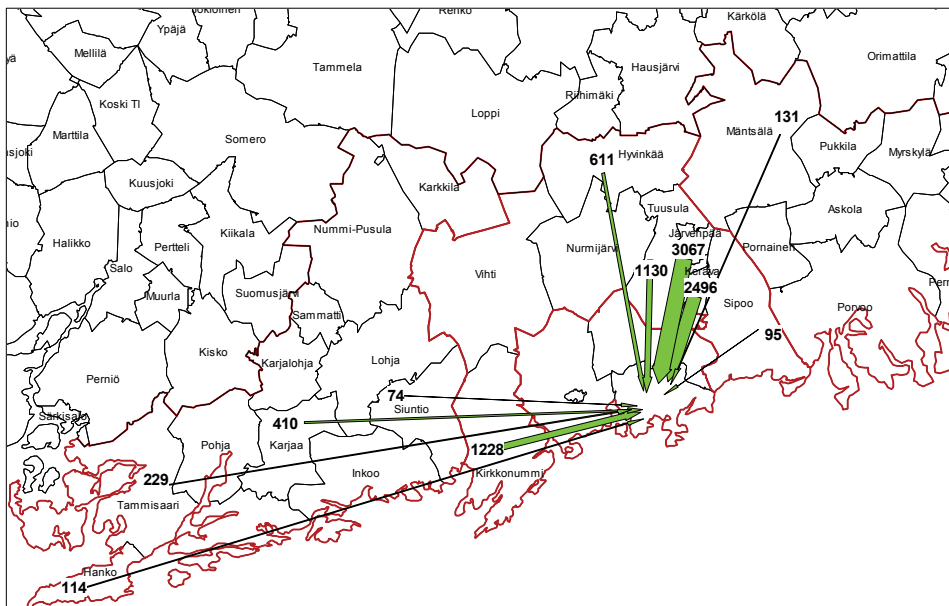 Renko
Kärkölä
Ypäjä
Mellilä
Tammela
Hausjärvi
Orimattila
Riihimäki
Koski Tl
Loppi
Marttila
Somero
Mäntsälä
131
Pukkila
Myrskylä
611
Hyvinkää
Kuusjoki
Karkkila
Askola
Tuusula
Halikko
Pertteli
Kiikala
Nummi-Pusula
Järvenpää
Nurmijärvi
Pornainen
3067
Salo
Vihti
1130
Kerava
Muurla
Suomusjärvi
2496
Sipoo
Porvoo
Sammatti
95
Kisko
Karjalohja
Lohja
Perniö
74
Siuntio
Särkisalo
410
Pohja
Karjaa
1228
Inkoo
Kirkkonummi
229
Tammisaari
Hanko
114